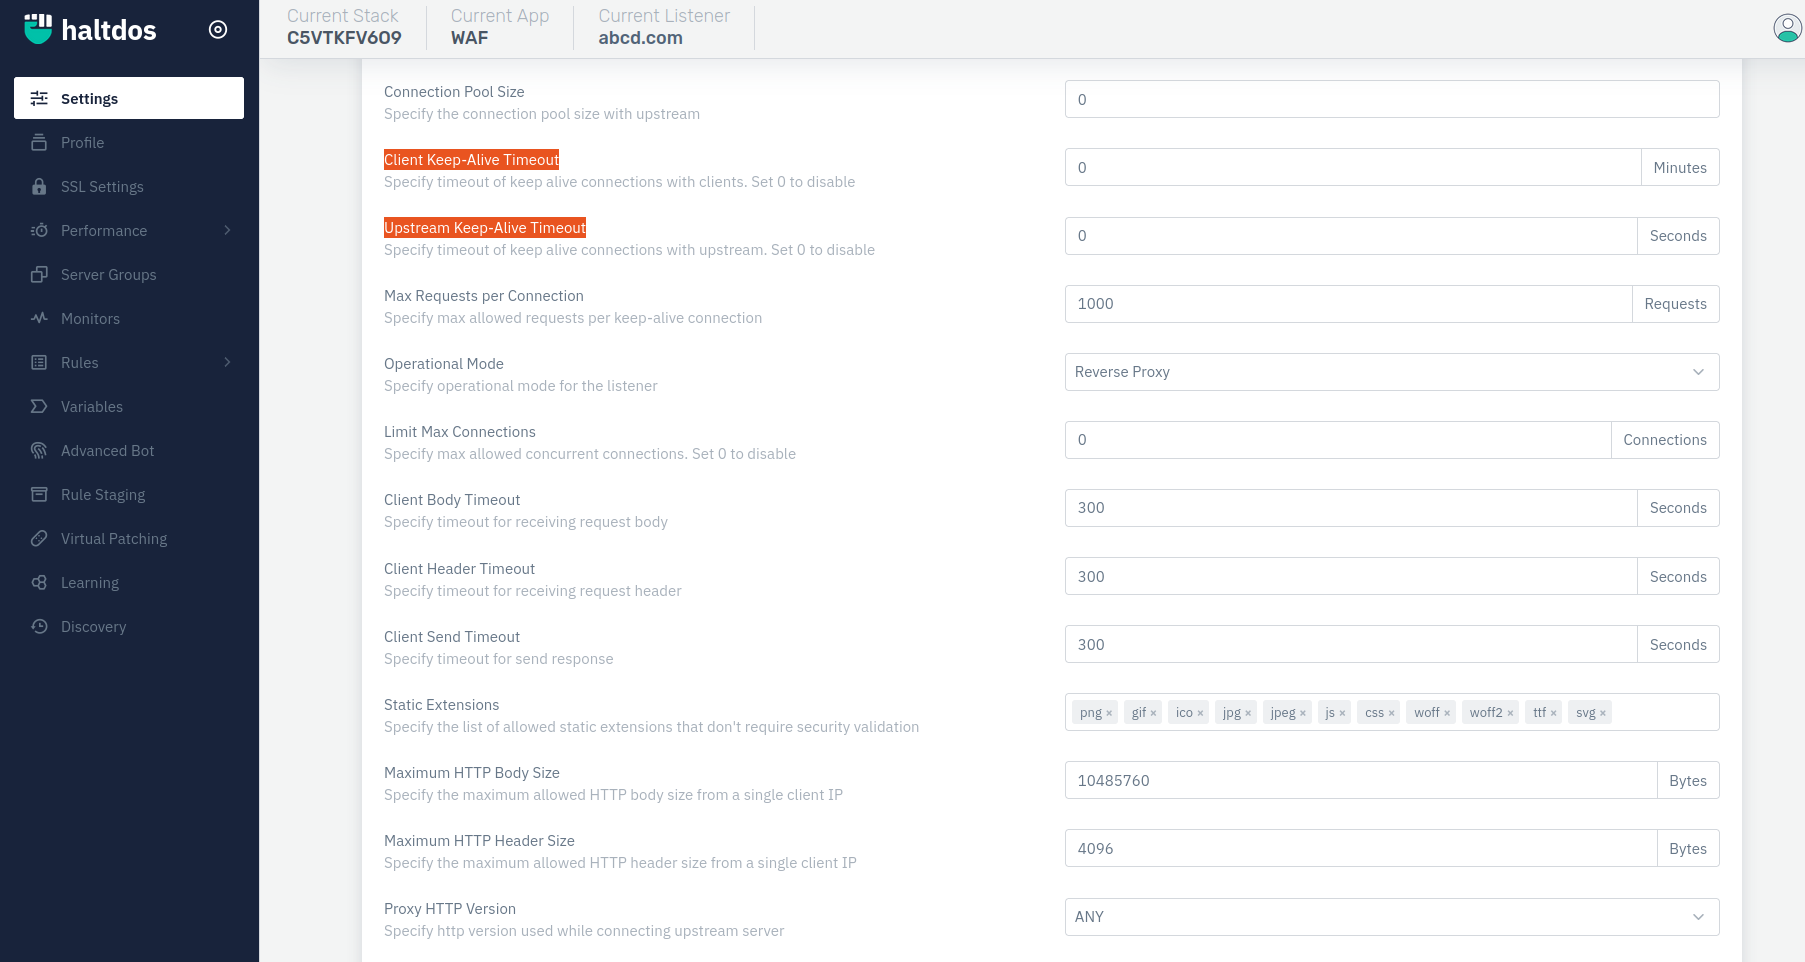 haltdos
Current Stack
C5VTKFV6O9
Current App
WAF
Current Listener
abcd.com
Settings
Profile
SSL Settings
Performance
Server Groups
Monitors
Rules
Variables
Advanced Bot
Rule Staging
Virtual Patching
Learning
Discovery
Connection Pool Size
Specify the connection pool size with upstream
0
Client Keep-Alive Timeout
Specify timeout of keep alive connections with clients. Set 0 to disable
0 Minutes
Upstream Keep-Alive Timeout
Specify timeout of keep alive connections with upstream. Set 0 to disable
0 Seconds
Max Requests per Connection
Specify max allowed requests per keep-alive connection
1000 Requests
Operational Mode
Specify operational mode for the listener
Reverse Proxy
Limit Max Connections
Specify max allowed concurrent connections. Set 0 to disable
0 Connections
Client Body Timeout
Specify timeout for receiving request body
300 Seconds
Client Header Timeout
Specify timeout for receiving request header
300 Seconds
Client Send Timeout
Specify timeout for send response
300 Seconds
Static Extensions
Specify the list of allowed static extensions that don't require security validation
png × gif × ico × jpg × jpeg × js × css × woff × woff2 × ttf × svg ×
Maximum HTTP Body Size
Specify the maximum allowed HTTP body size from a single client IP
10485760 Bytes
Maximum HTTP Header Size
Specify the maximum allowed HTTP header size from a single client IP
4096 Bytes
Proxy HTTP Version
Specify http version used while connecting upstream server
ANY